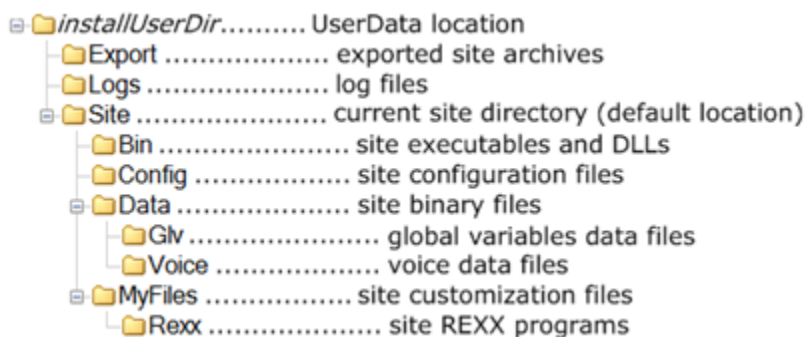 installUserDir.......... UserData location
Export ................... exported site archives
Logs ..................... log files
Site ...................... current site directory (default location)
Bin ...................... site executables and DLLs
Config .................. site configuration files
Data .................... site binary files
Glv ...................... global variables data files
Voice ................... voice data files
MyFiles ................. site customization files
Rexx .................... site REXX programs